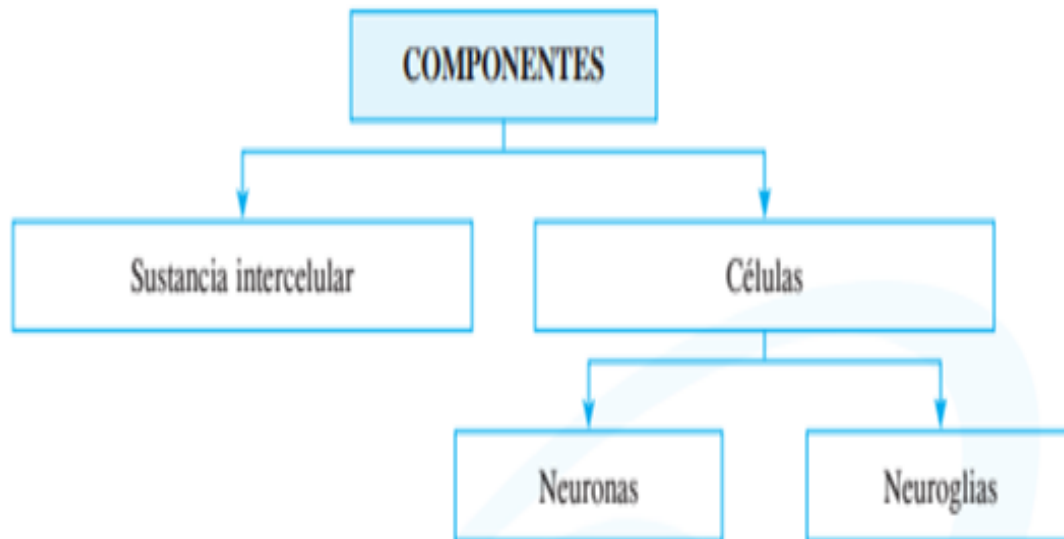 COMPONENTES
Sustancia intercelular
Células
Neuronas
Neuroglias